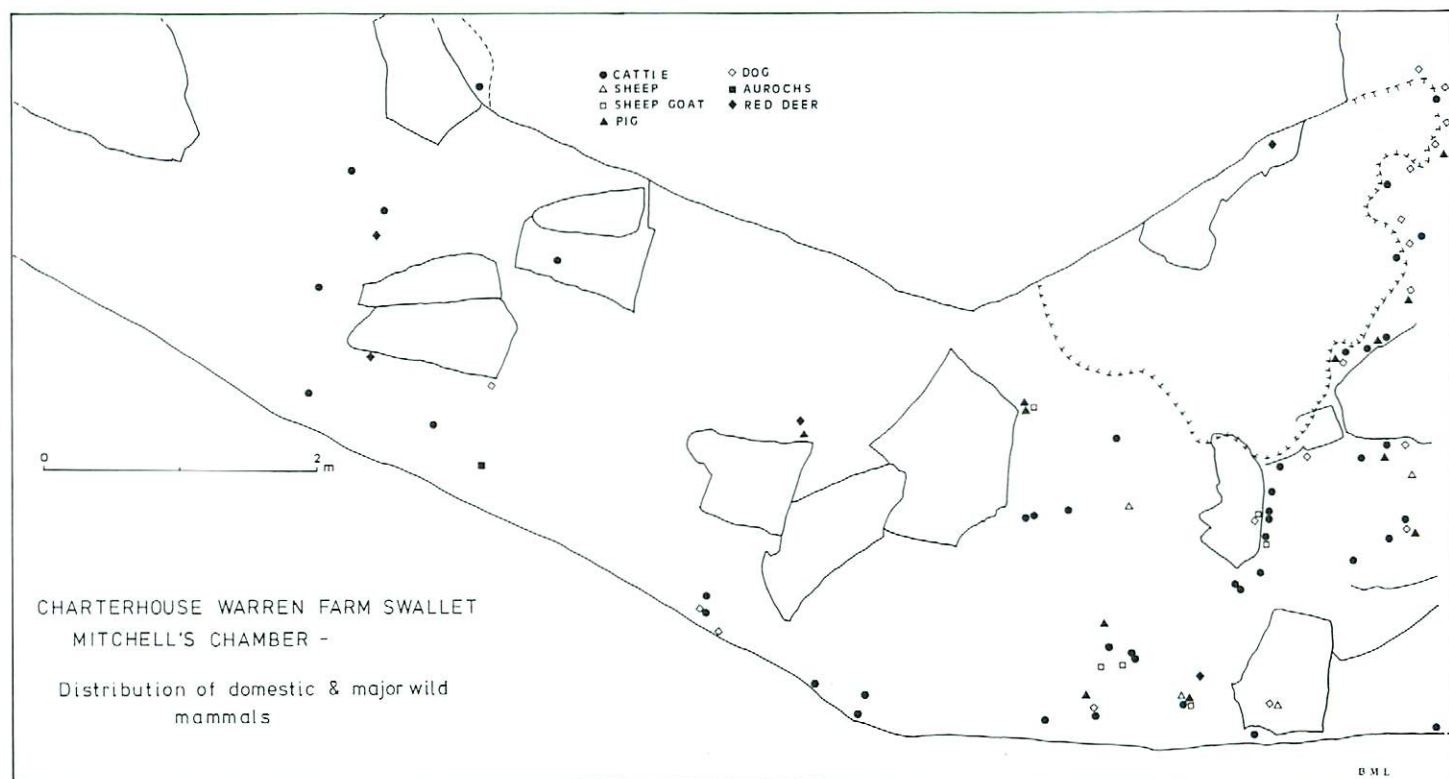 CATTLE
SHEEP
SHEEP GOAT
PIG
DOG
AUROCHS
RED DEER
0 2 m
CHARTERHOUSE WARREN FARM SWALLET
MITCHELL'S CHAMBER –
Distribution of domestic & major wild
mammals
BML